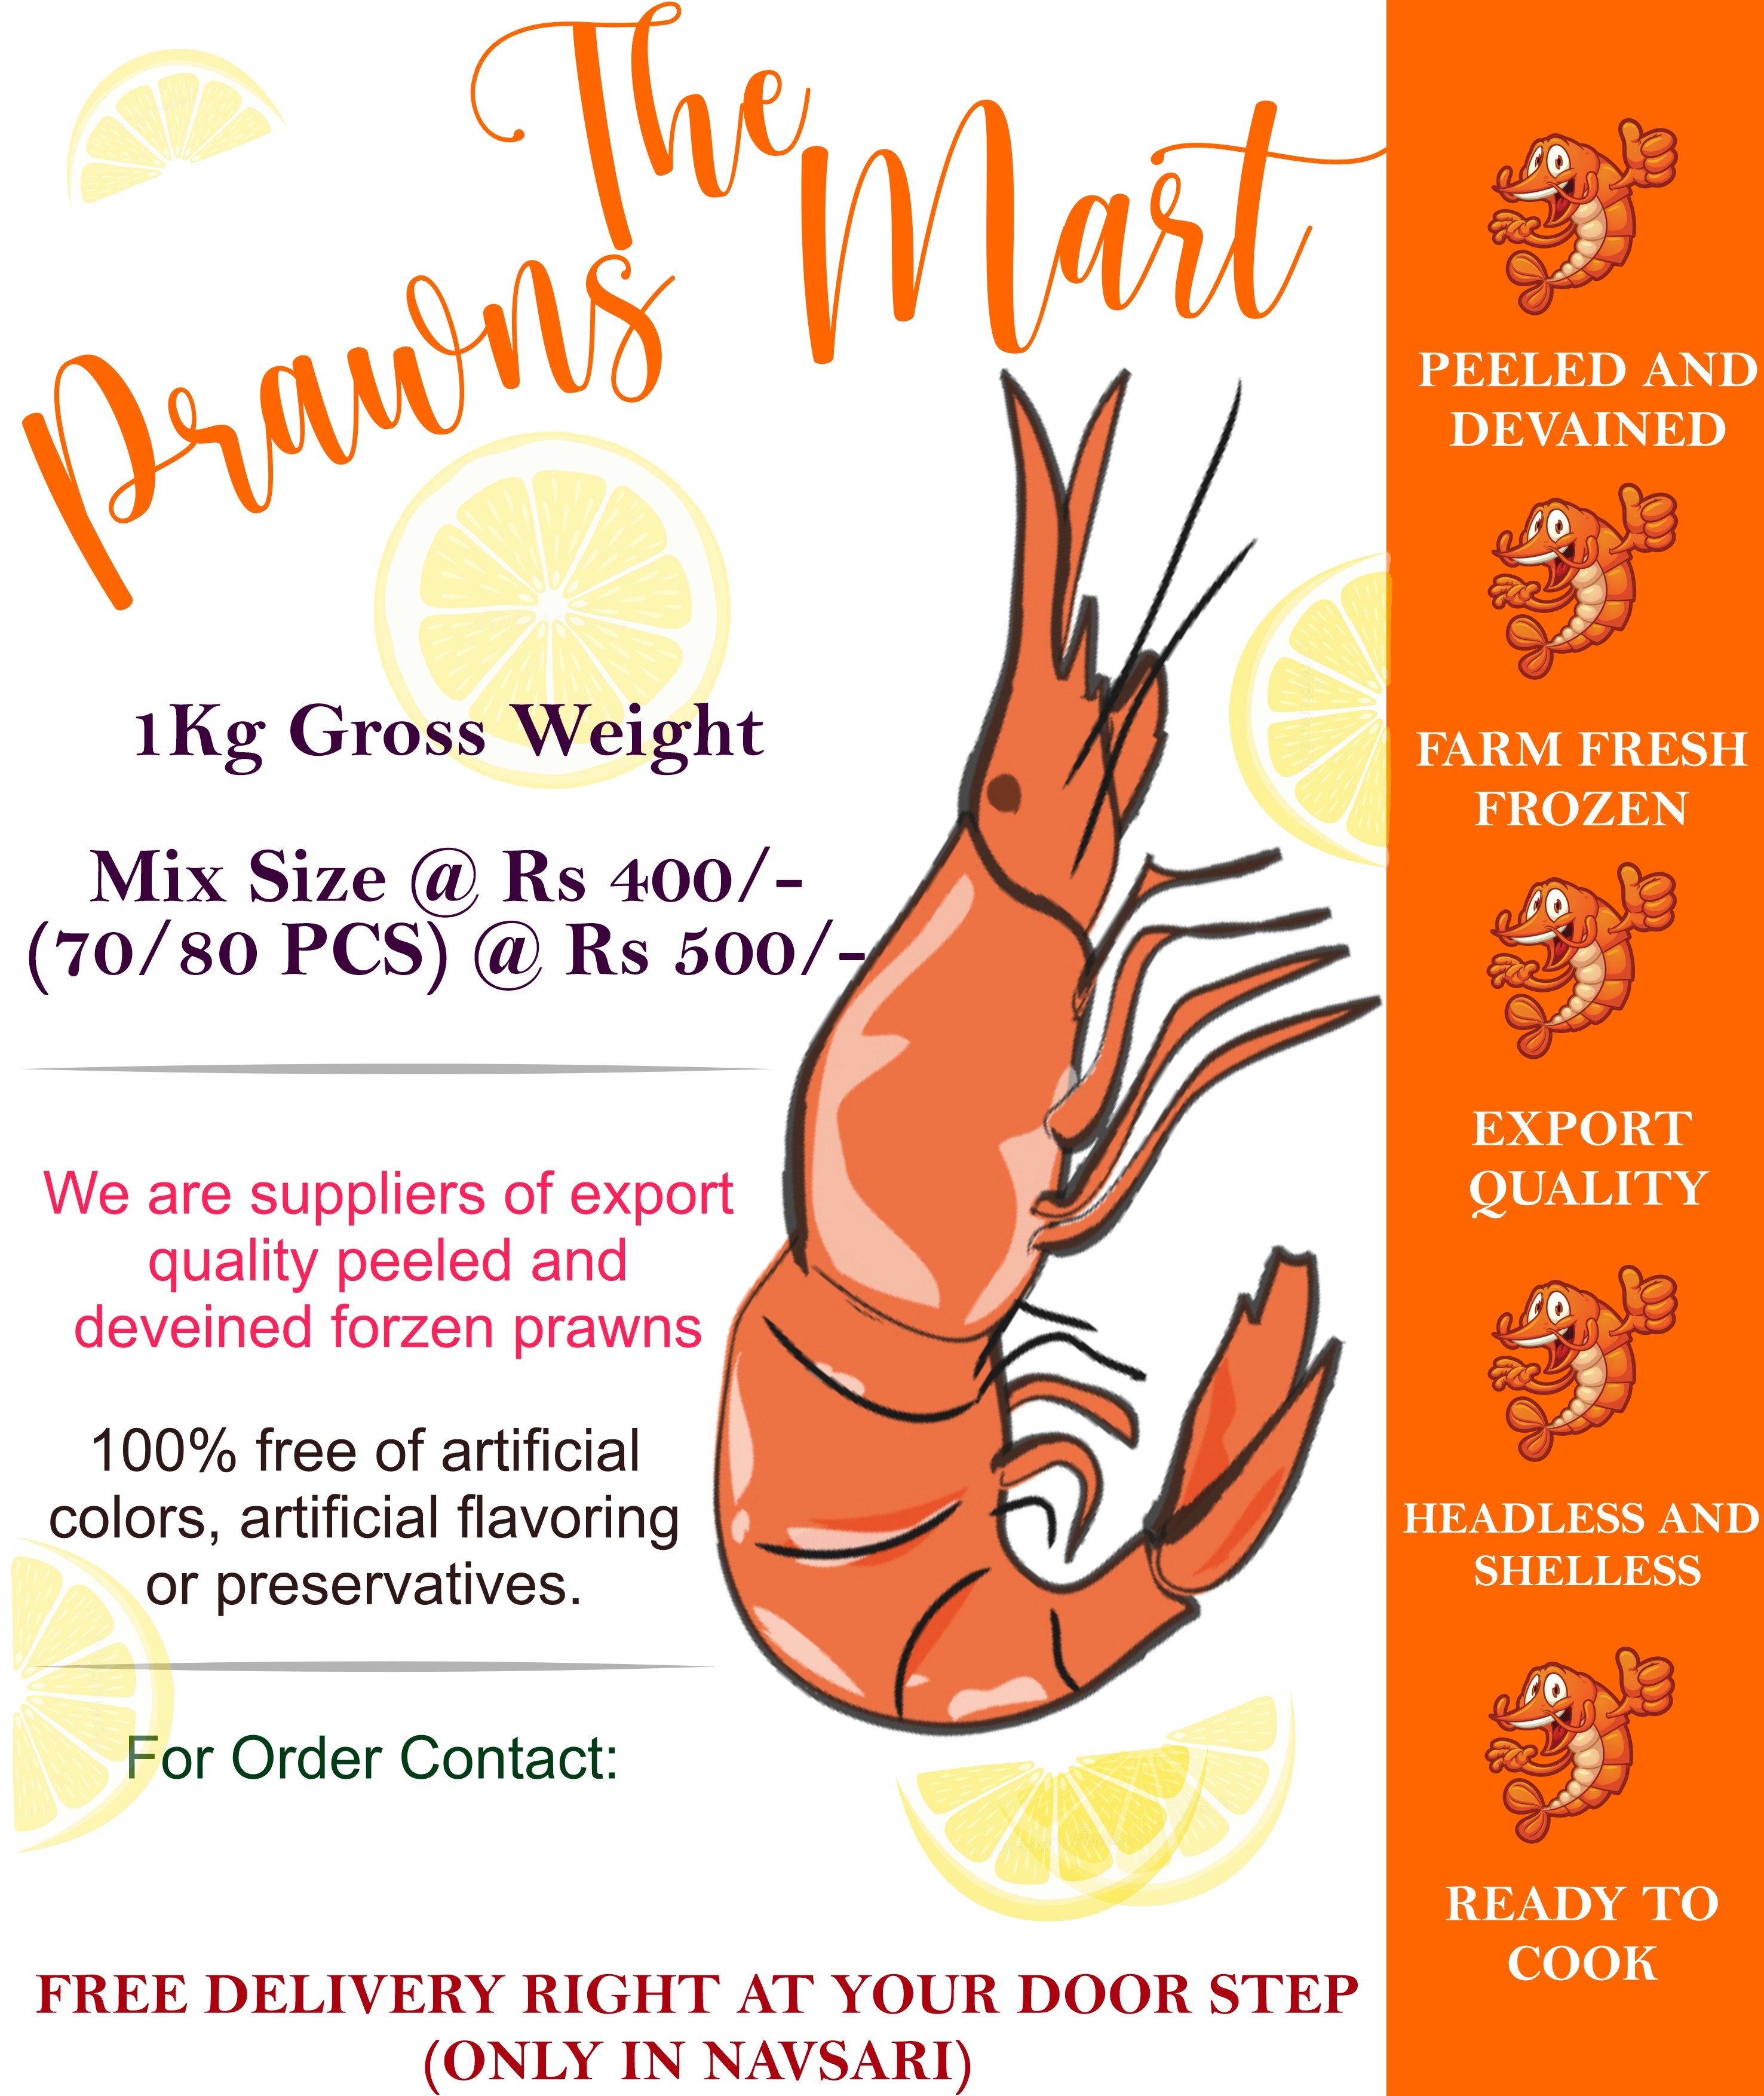 The
Prawns Mart
1Kg Gross Weight
Mix Size @ Rs 400/-
(70/80 PCS) @ Rs 500/-
We are suppliers of export
quality peeled and
deveined forzen prawns
100% free of artificial
colors, artificial flavoring
or preservatives.
For Order Contact:
FREE DELIVERY RIGHT AT YOUR DOOR STEP
(ONLY IN NAVSARI)
PEELED AND
DEVAINED
FARM FRESH
FROZEN
EXPORT
QUALITY
HEADLESS AND
SHELLESS
READY TO
COOK